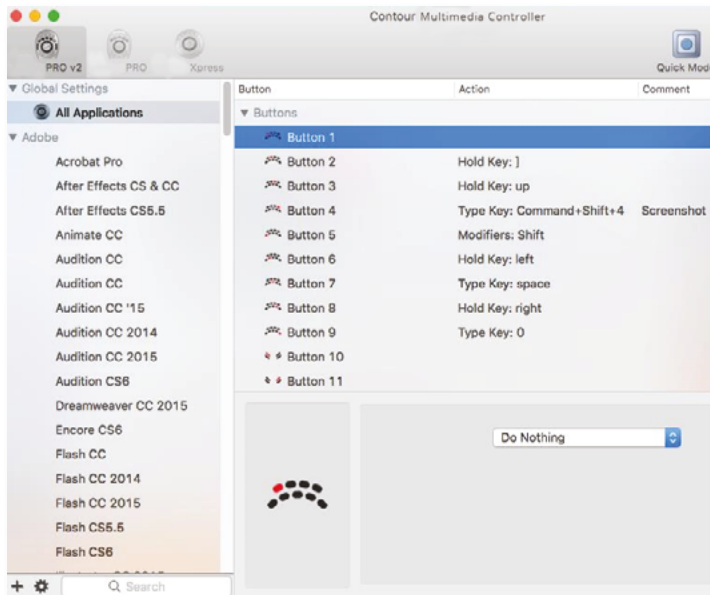 Contour Multimedia Controller
PRO v2 PRO Xpress Quick Mod
Global Settings
All Applications
Adobe
Acrobat Pro
After Effects CS & CC
After Effects CS5.5
Animate CC
Audition CC
Audition CC
Audition CC '15
Audition CC 2014
Audition CC 2015
Audition CS6
Dreamweaver CC 2015
Encore CS6
Flash CC
Flash CC 2014
Flash CC 2015
Flash CS5.5
Flash CS6
Search
Button Action Comment
Buttons
Button 1
Button 2 Hold Key: ]
Button 3 Hold Key: up
Button 4 Type Key: Command+Shift+4 Screenshot
Button 5 Modifiers: Shift
Button 6 Hold Key: left
Button 7 Type Key: space
Button 8 Hold Key: right
Button 9 Type Key: 0
Button 10
Button 11
Do Nothing